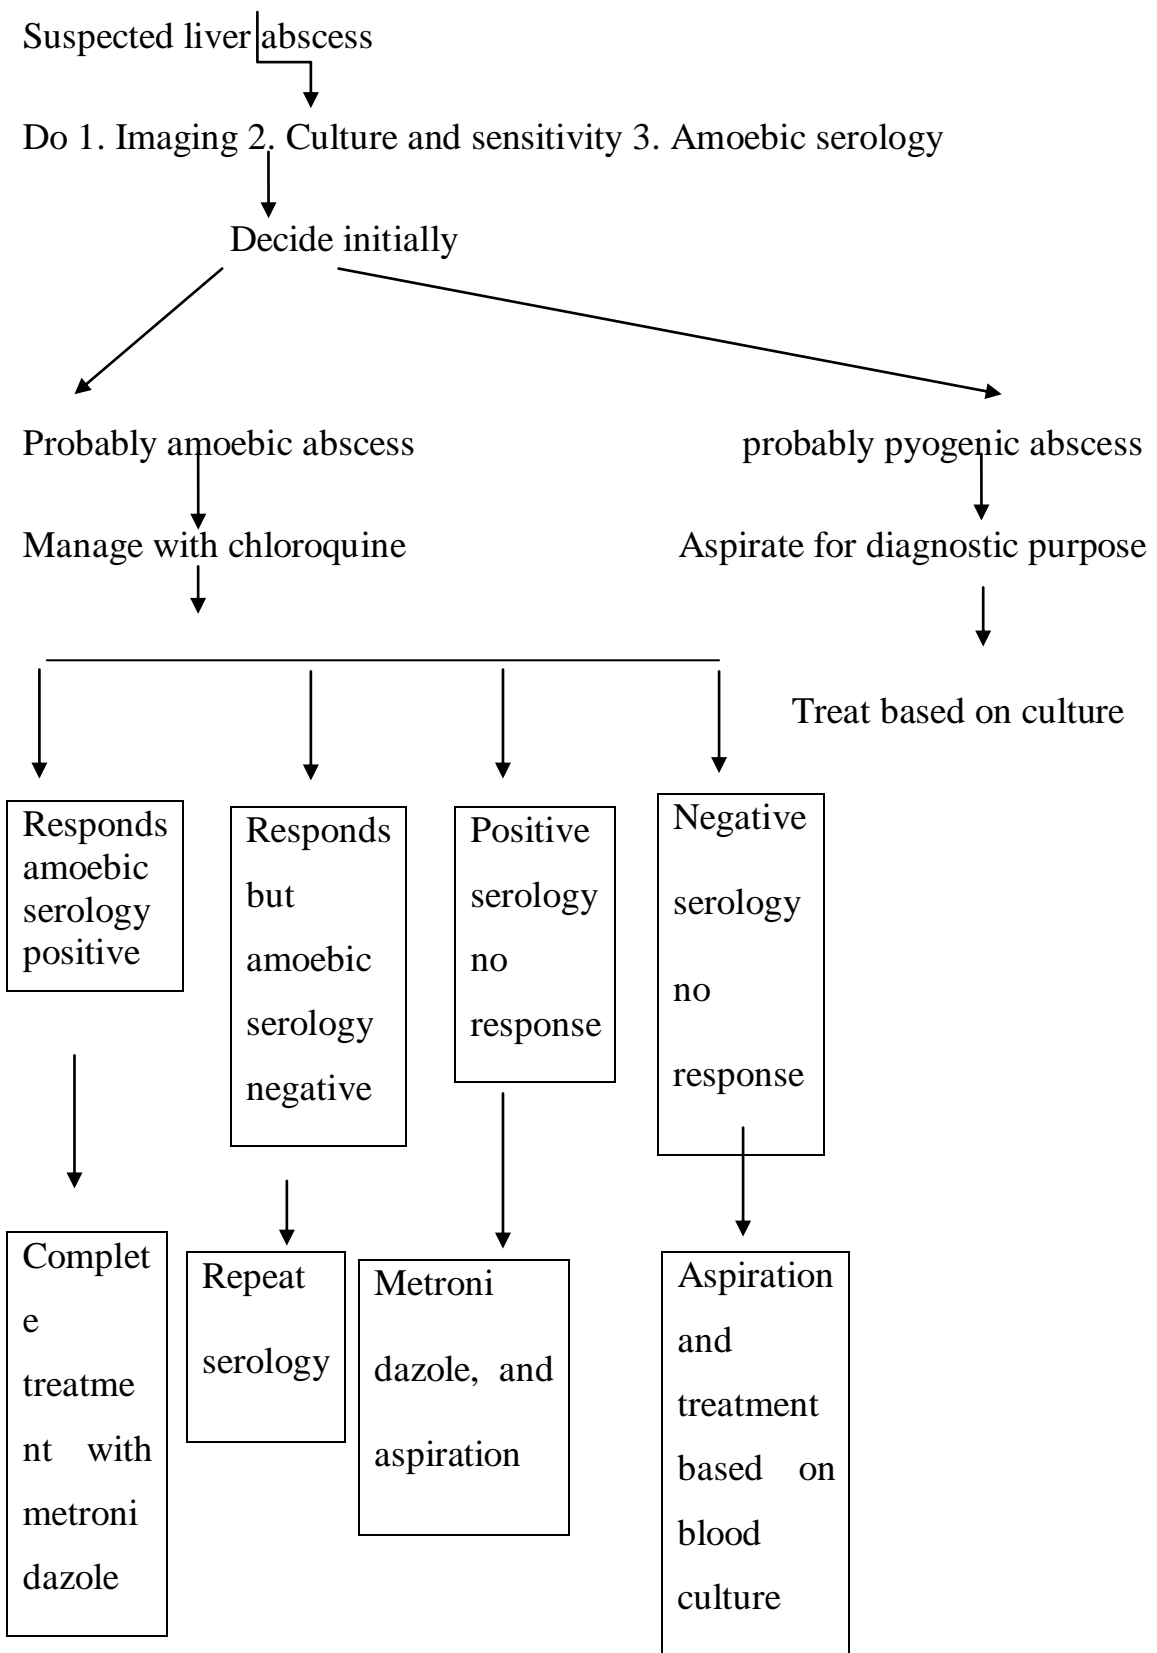 Suspected liver abscess
Do 1. Imaging 2. Culture and sensitivity 3. Amoebic serology
Decide initially
Probably amoebic abscess
probably pyogenic abscess
Manage with chloroquine
Aspirate for diagnostic purpose
Treat based on culture
Responds
amoebic
serology
positive
Responds
but
amoebic
serology
negative
Positive
serology
no
response
Negative
serology
no
response
Complet
e
treatme
nt with
metroni
dazole
Repeat
serology
Metroni
dazole, and
aspiration
Aspiration
and
treatment
based on
blood
culture